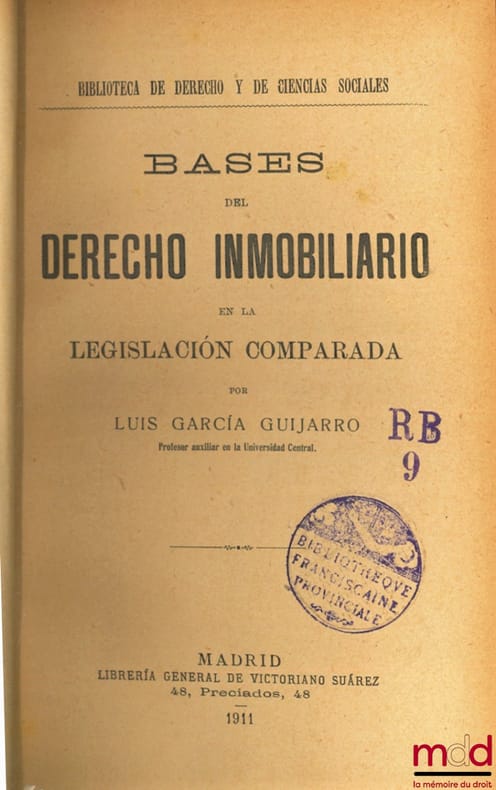 BIBLIOTECA DE DERECHO Y DE CIENCIAS SOCIALES
BASES
DEL
DERECHO INMOBILIARIO
EN LA
LEGISLACIÓN COMPARADA
POR
LUIS GARCÍA GUIJARRO
Profesor auxiliar en la Universidad Central.
RB
9
BIBLIOTHEQVE
FRANCISCAINE
PROVINCIALE
MADRID
LIBRERÍA GENERAL DE VICTORIANO SUÁREZ
48, Preciados, 48
1911
mdd
la mémoire du droit